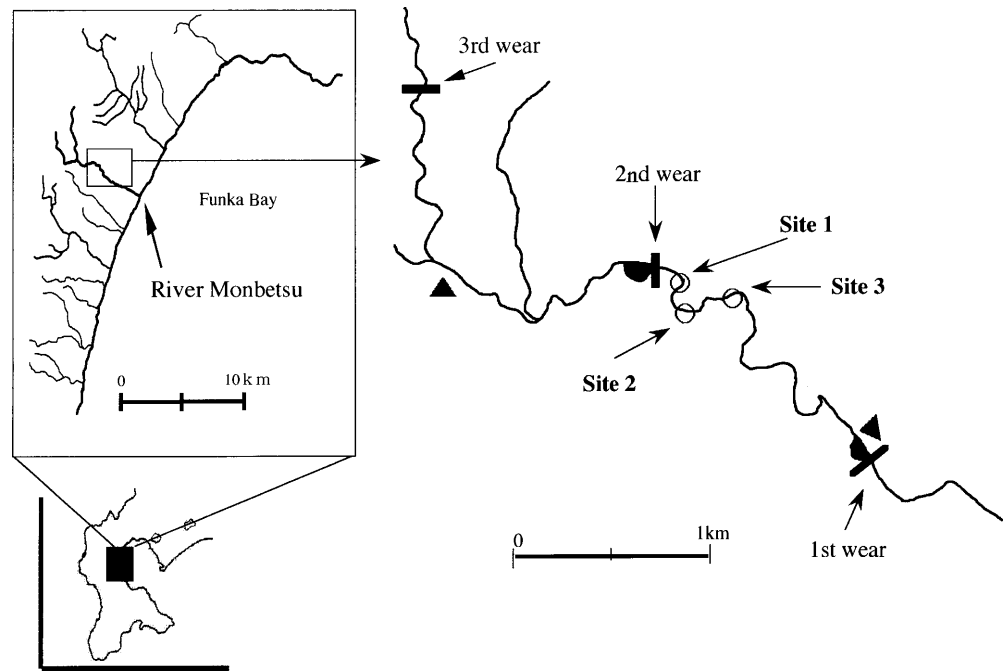 3rd wear
2nd wear
Funka Bay
Site 1
River Monbetsu
Site 3
0 10 km
Site 2
0 1km
1st wear